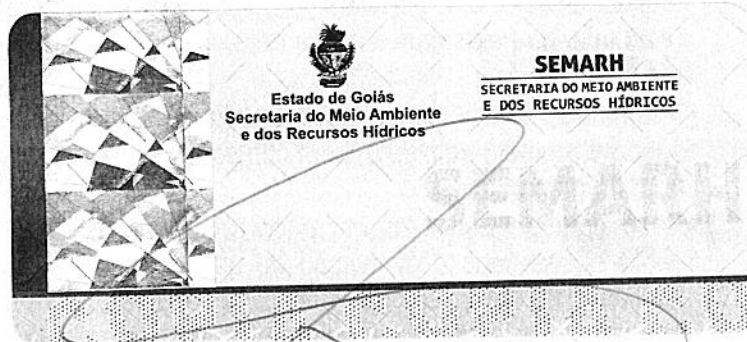 Estado de Goiás
Secretaria do Meio Ambiente
e dos Recursos Hídricos
SEMARH
SECRETARIA DO MEIO AMBIENTE
E DOS RECURSOS HÍDRICOS